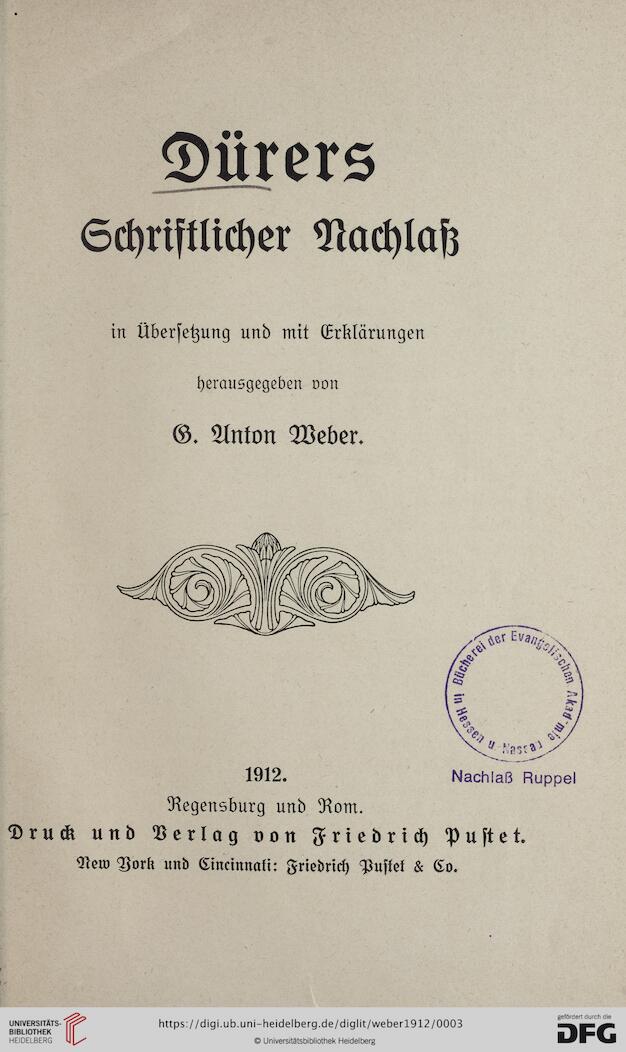 Dürers
Schriftlicher Nachlaß
in Übersetzung und mit Erklärungen
herausgegeben von
G. Anton Weber.
Bücherei der Evangelischen Akademie in Hessen u. Nassau
Nachlaß Ruppel
1912.
Regensburg und Rom.
Druck und Verlag von Friedrich Pustet.
New York und Cincinnati: Friedrich Pustet & Co.
UNIVERSITÄTS-
BIBLIOTHEK
HEIDELBERG
https://digi.ub.uni-heidelberg.de/diglit/weber1912/0003
© Universitätsbibliothek Heidelberg
gefördert durch die
DFG